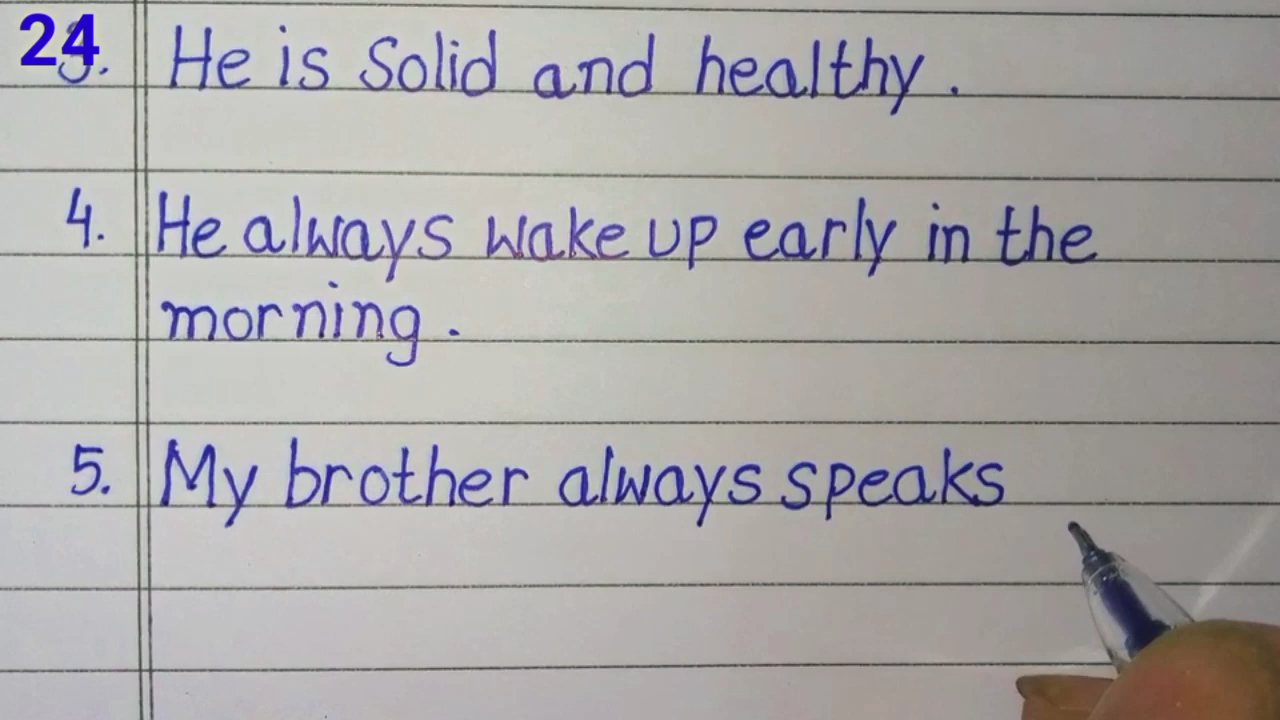 24
3. He is Solid and healthy.
4. He always wake up early in the
morning.
5. My brother always speaks